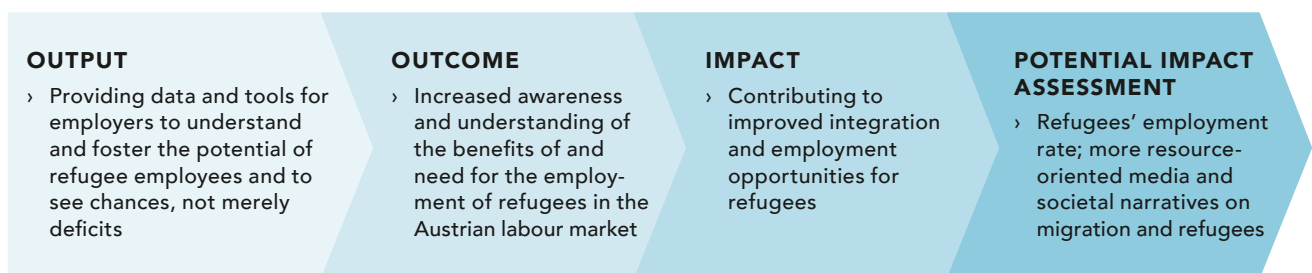 OUTPUT
› Providing data and tools for
employers to understand
and foster the potential of
refugee employees and to
see chances, not merely
deficits
OUTCOME
› Increased awareness
and understanding of
the benefits of and
need for the employ-
ment of refugees in the
Austrian labour market
IMPACT
› Contributing to
improved integration
and employment
opportunities for
refugees
POTENTIAL IMPACT
ASSESSMENT
› Refugees’ employment
rate; more resource-
oriented media and
societal narratives on
migration and refugees